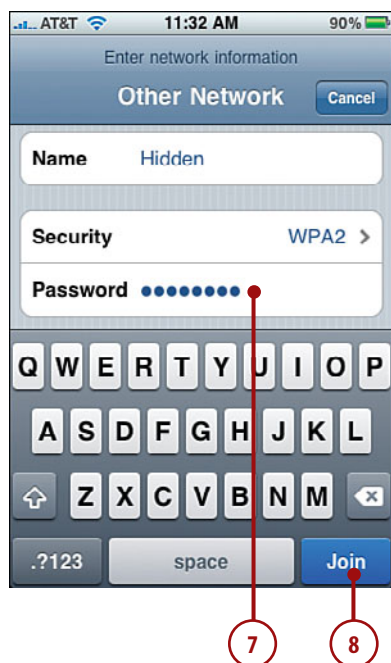 AT&T 11:32 AM 90%
Enter network information
Other Network Cancel
Name Hidden
Security WPA2 >
Password ●●●●●●●●
Q W E R T Y U I O P
A S D F G H J K L
Z X C V B N M
.?123 space Join
7 8